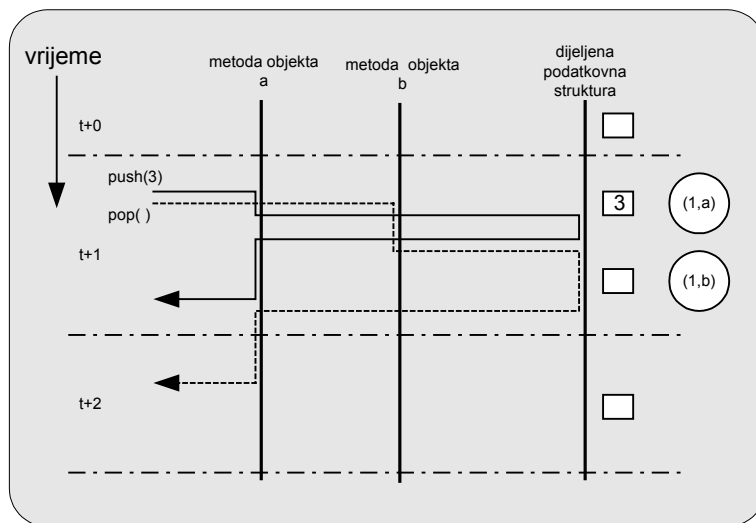 vrijeme
metoda objekta
a
metoda objekta
b
dijeljena
podatkovna
struktura
t+0
push(3)
pop( )
3
(1,a)
t+1
(1,b)
t+2